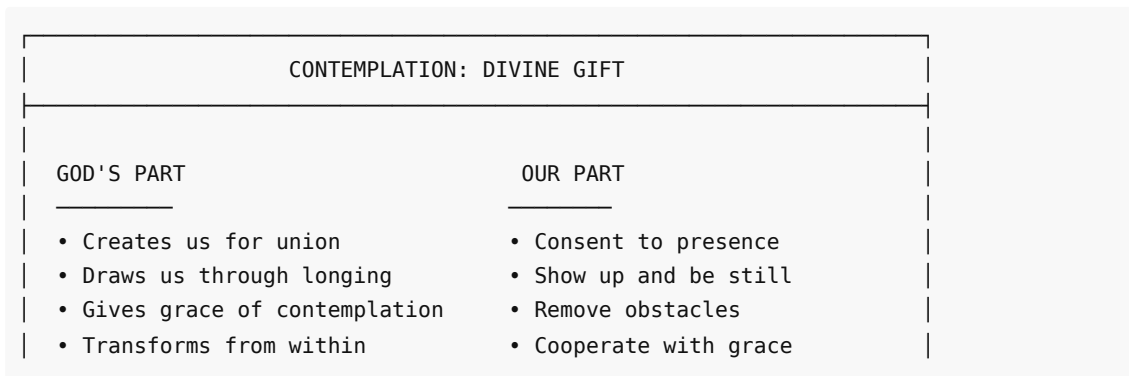 CONTEMPLATION: DIVINE GIFT
GOD'S PART OUR PART
• Creates us for union • Consent to presence
• Draws us through longing • Show up and be still
• Gives grace of contemplation • Remove obstacles
• Transforms from within • Cooperate with grace